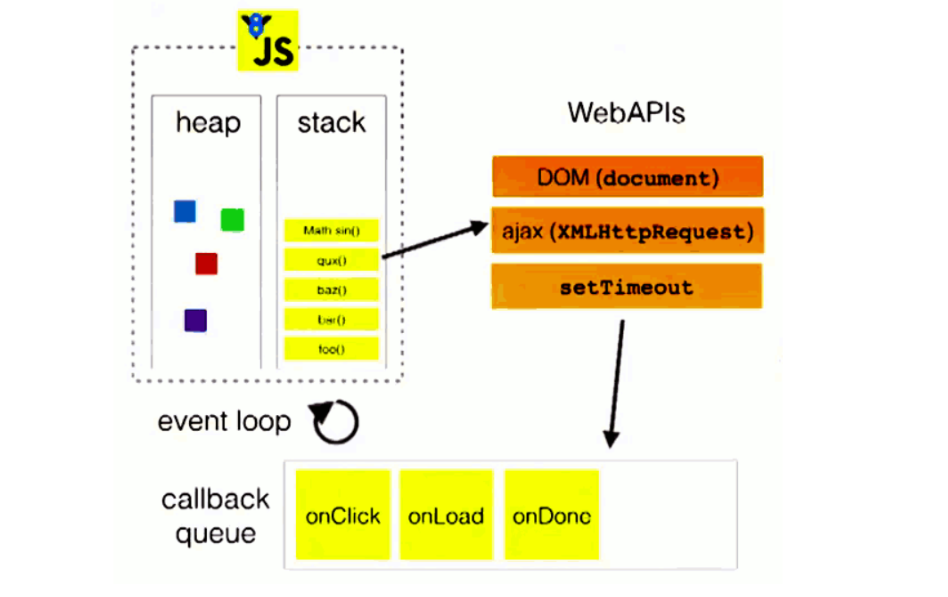 8
JS
heap
stack
Math sin()
qux()
baz()
bar()
foo()
WebAPIs
DOM (document)
ajax (XMLHttpRequest)
setTimeout
event loop
callback
queue
onClick
onLoad
onDone